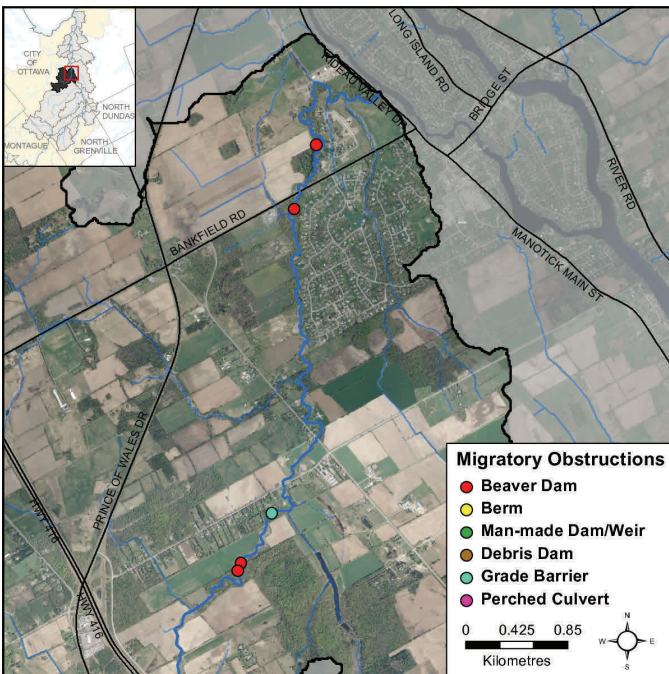 CITY OF
OTTAWA
NORTH
DUNDAS
MONTAGUE
NORTH
GRENVILLE
RIDEAU VALLEY DR
LONG ISLAND RD
BRIDGE ST
RIVER RD
BANKFIELD RD
MANOTICK MAIN ST
PRINCE OF WALES DR
HWY 416
HWY 416
Migratory Obstructions
Beaver Dam
Berm
Man-made Dam/Weir
Debris Dam
Grade Barrier
Perched Culvert
0 0.425 0.85
Kilometres
N
W E
S